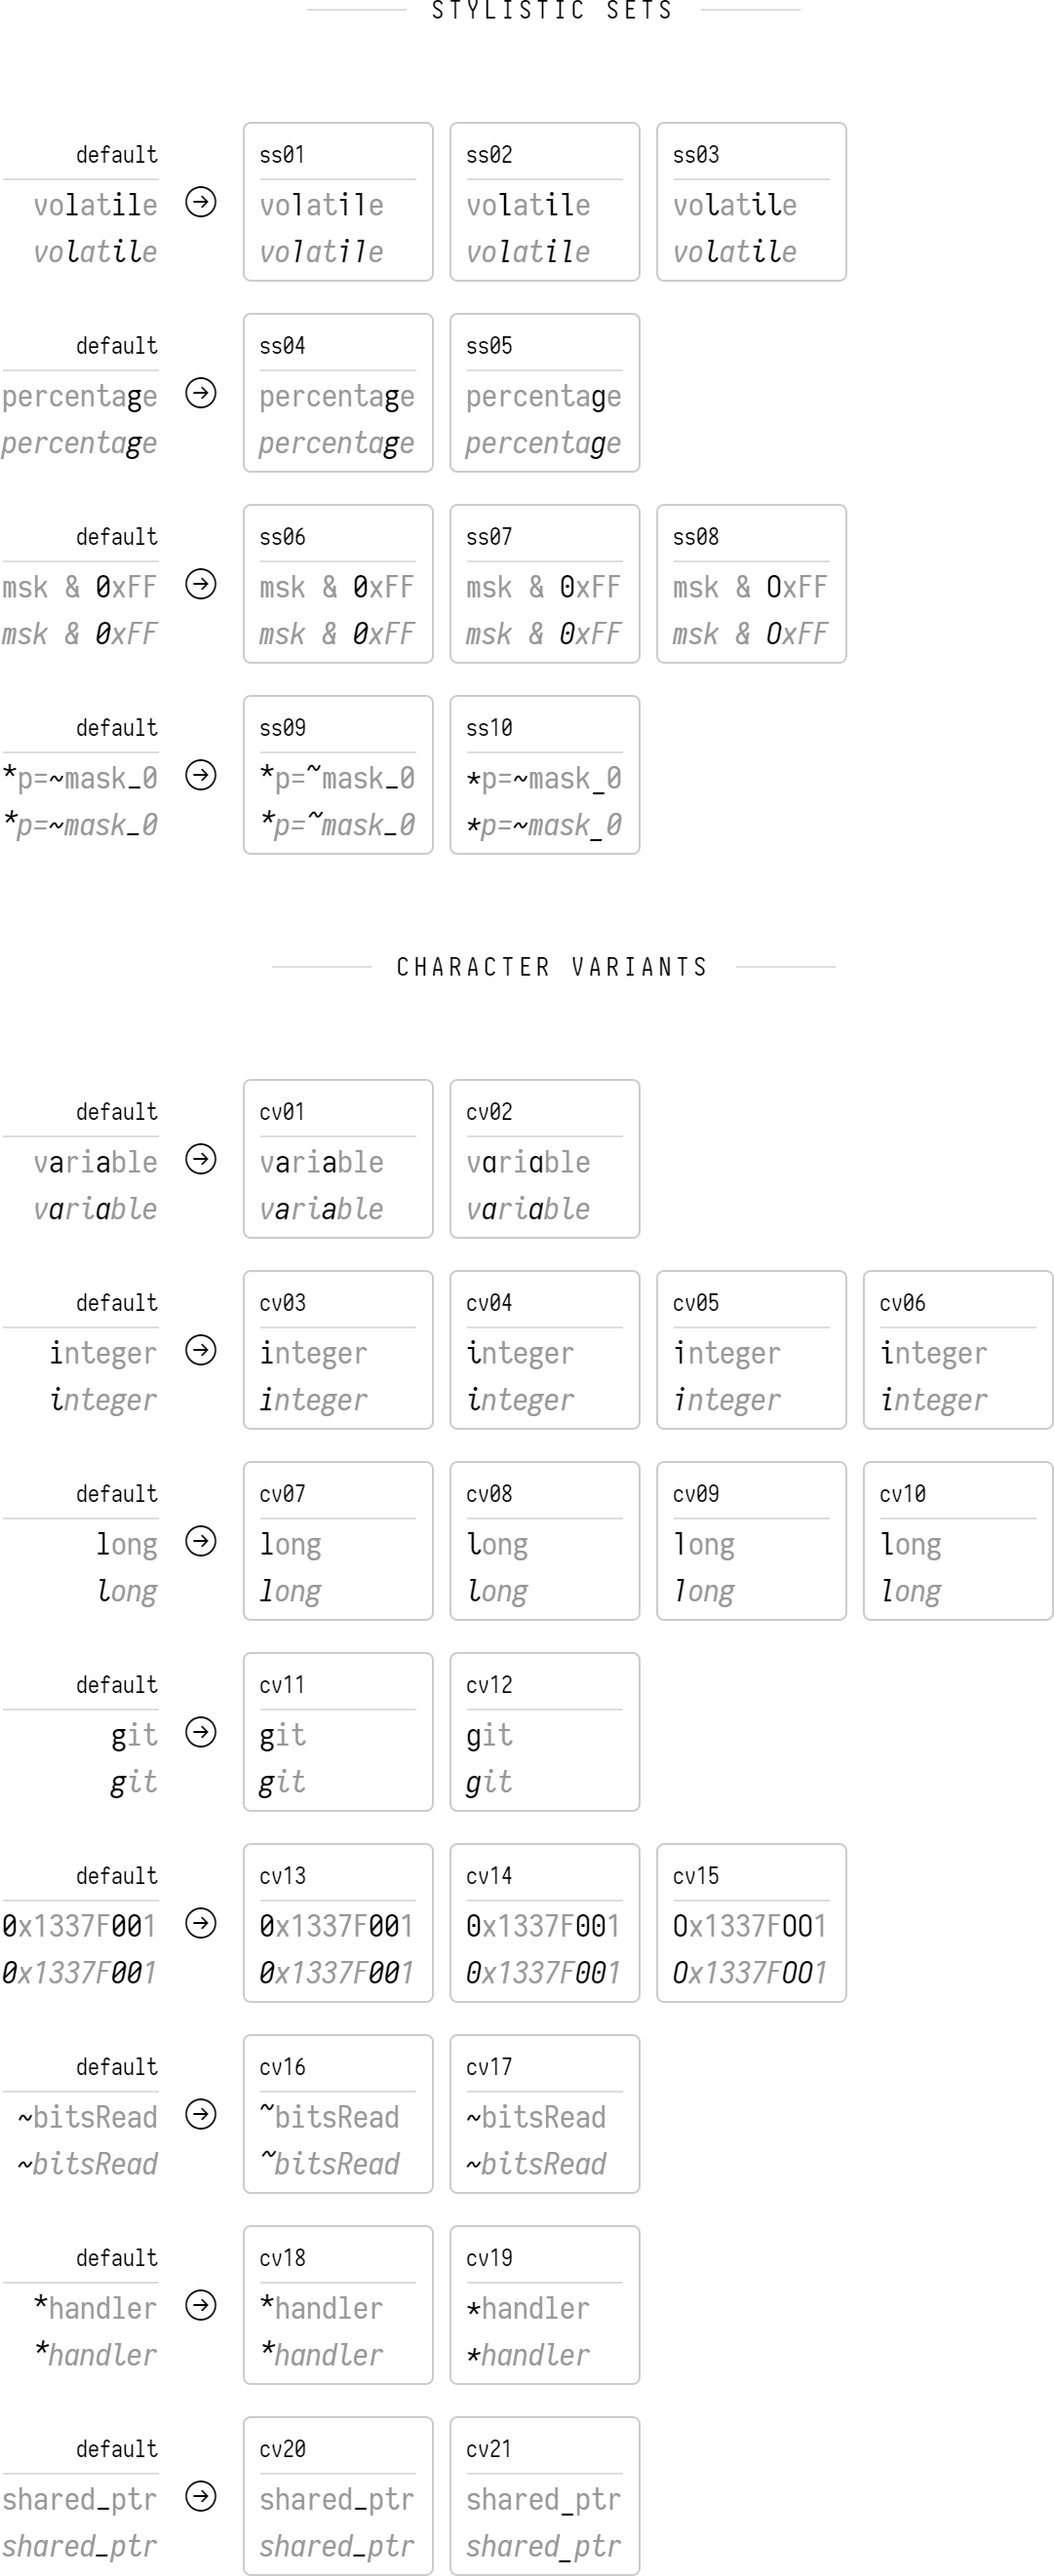 STYLISTIC SETS
default ss01 ss02 ss03
volatile volatile volatile volatile
volatile volatile volatile volatile
default ss04 ss05
percentage percentage percentage
percentage percentage percentage
default ss06 ss07 ss08
msk & 0xFF msk & 0xFF msk & 0xFF msk & 0xFF
msk & 0xFF msk & 0xFF msk & 0xFF msk & 0xFF
default ss09 ss10
*p=~mask_0 *p=~mask_0 *p=~mask_0
*p=~mask_0 *p=~mask_0 *p=~mask_0
CHARACTER VARIANTS
default cv01 cv02
variable variable variable
variable variable variable
default cv03 cv04 cv05 cv06
integer integer integer integer integer
integer integer integer integer integer
default cv07 cv08 cv09 cv10
long long long long long
long long long long long
default cv11 cv12
git git git
git git git
default cv13 cv14 cv15
0x1337F001 0x1337F001 0x1337F001 0x1337F001
0x1337F001 0x1337F001 0x1337F001 0x1337F001
default cv16 cv17
~bitsRead ~bitsRead ~bitsRead
~bitsRead ~bitsRead ~bitsRead
default cv18 cv19
*handler *handler *handler
*handler *handler *handler
default cv20 cv21
shared_ptr shared_ptr shared_ptr
shared_ptr shared_ptr shared_ptr